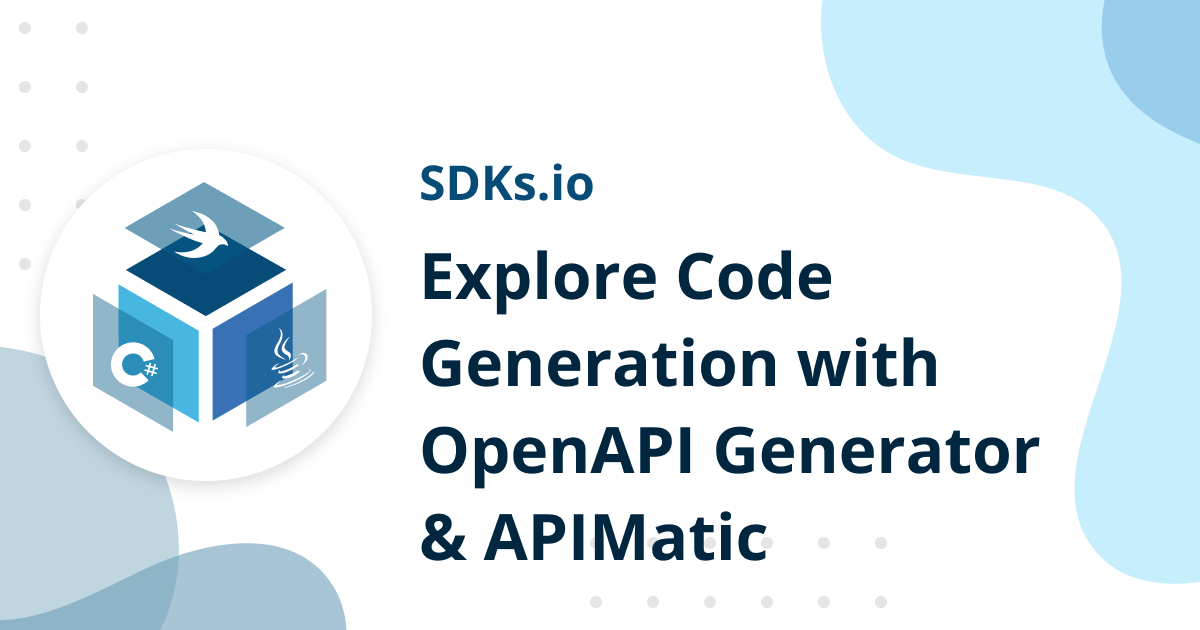 SDKs.io
Explore Code
Generation with
OpenAPI Generator
& APIMatic
C#